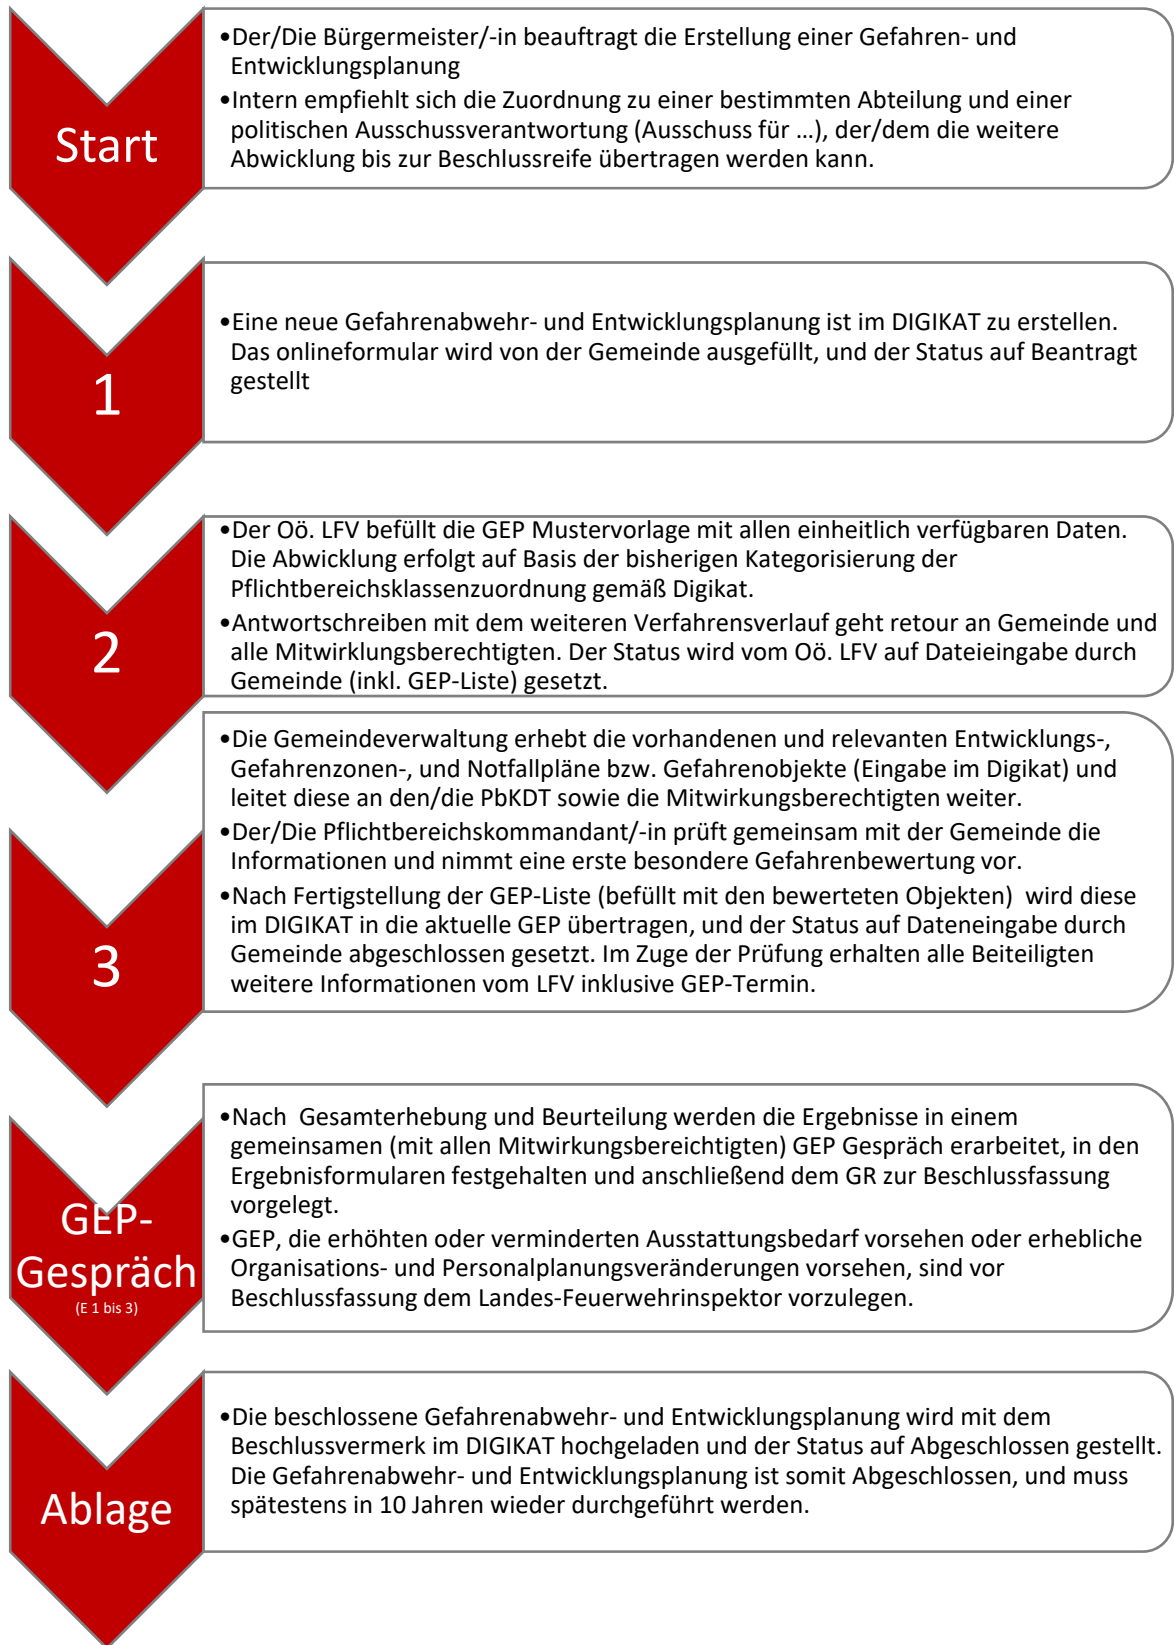 Start
•Der/Die Bürgermeister/-in beauftragt die Erstellung einer Gefahren- und
Entwicklungsplanung
•Intern empfiehlt sich die Zuordnung zu einer bestimmten Abteilung und einer
politischen Ausschussverantwortung (Ausschuss für ...), der/dem die weitere
Abwicklung bis zur Beschlussreife übertragen werden kann.
1
•Eine neue Gefahrenabwehr- und Entwicklungsplanung ist im DIGIKAT zu erstellen.
Das onlineformular wird von der Gemeinde ausgefüllt, und der Status auf Beantragt
gestellt
2
•Der Oö. LFV befüllt die GEP Mustervorlage mit allen einheitlich verfügbaren Daten.
Die Abwicklung erfolgt auf Basis der bisherigen Kategorisierung der
Pflichtbereichsklassenzuordnung gemäß Digikat.
•Antwortschreiben mit dem weiteren Verfahrensverlauf geht retour an Gemeinde und
alle Mitwirklungsberechtigten. Der Status wird vom Oö. LFV auf Dateieingabe durch
Gemeinde (inkl. GEP-Liste) gesetzt.
3
•Die Gemeindeverwaltung erhebt die vorhandenen und relevanten Entwicklungs-,
Gefahrenzonen-, und Notfallpläne bzw. Gefahrenobjekte (Eingabe im Digikat) und
leitet diese an den/die PbKDT sowie die Mitwirkungsberechtigten weiter.
•Der/Die Pflichtbereichskommandant/-in prüft gemeinsam mit der Gemeinde die
Informationen und nimmt eine erste besondere Gefahrenbewertung vor.
•Nach Fertigstellung der GEP-Liste (befüllt mit den bewerteten Objekten) wird diese
im DIGIKAT in die aktuelle GEP übertragen, und der Status auf Dateneingabe durch
Gemeinde abgeschlossen gesetzt. Im Zuge der Prüfung erhalten alle Beiteiligten
weitere Informationen vom LFV inklusive GEP-Termin.
GEP-
Gespräch
(E 1 bis 3)
•Nach Gesamterhebung und Beurteilung werden die Ergebnisse in einem
gemeinsamen (mit allen Mitwirkungsbereichtigten) GEP Gespräch erarbeitet, in den
Ergebnisformularen festgehalten und anschließend dem GR zur Beschlussfassung
vorgelegt.
•GEP, die erhöhten oder verminderten Ausstattungsbedarf vorsehen oder erhebliche
Organisations- und Personalplanungsveränderungen vorsehen, sind vor
Beschlussfassung dem Landes-Feuerwehrinspektor vorzulegen.
Ablage
•Die beschlossene Gefahrenabwehr- und Entwicklungsplanung wird mit dem
Beschlussvermerk im DIGIKAT hochgeladen und der Status auf Abgeschlossen gestellt.
Die Gefahrenabwehr- und Entwicklungsplanung ist somit Abgeschlossen, und muss
spätestens in 10 Jahren wieder durchgeführt werden.